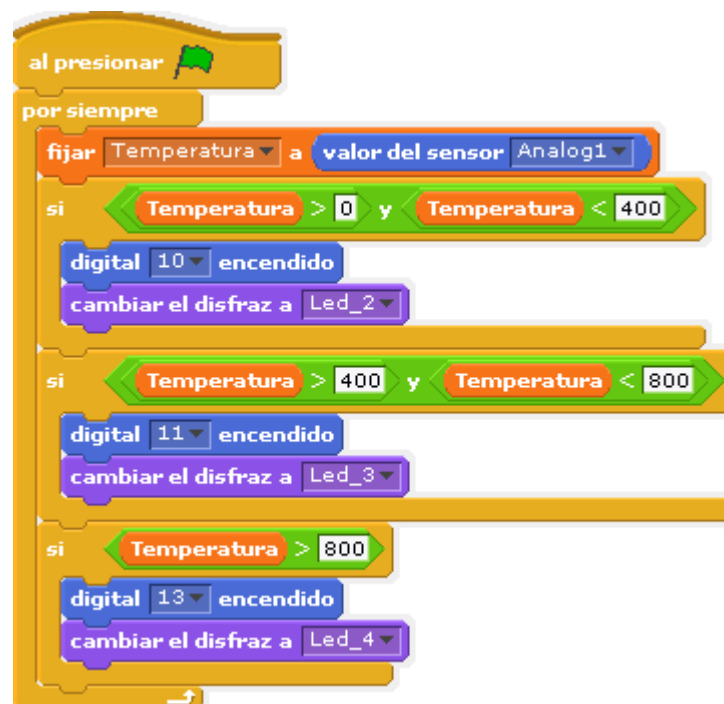 al presionar
por siempre
fijar Temperatura a valor del sensor Analog1
si Temperatura > 0 y Temperatura < 400
digital 10 encendido
cambiar el disfraz a Led_2
si Temperatura > 400 y Temperatura < 800
digital 11 encendido
cambiar el disfraz a Led_3
si Temperatura > 800
digital 13 encendido
cambiar el disfraz a Led_4